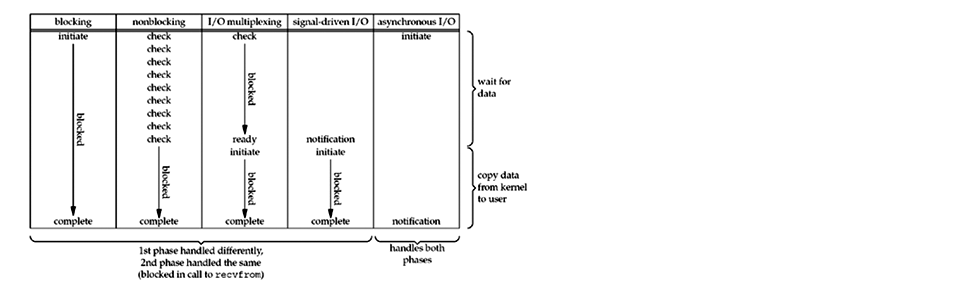 blocking nonblocking I/O multiplexing signal-driven I/O asynchronous I/O
initiate check check initiate
check
check
check
check
check
check
check
check ready notification
initiate initiate
blocked
blocked
blocked
blocked
blocked
complete complete complete complete notification
wait for
data
copy data
from kernel
to user
1st phase handled differently,
2nd phase handled the same
(blocked in call to recvfrom)
handles both
phases